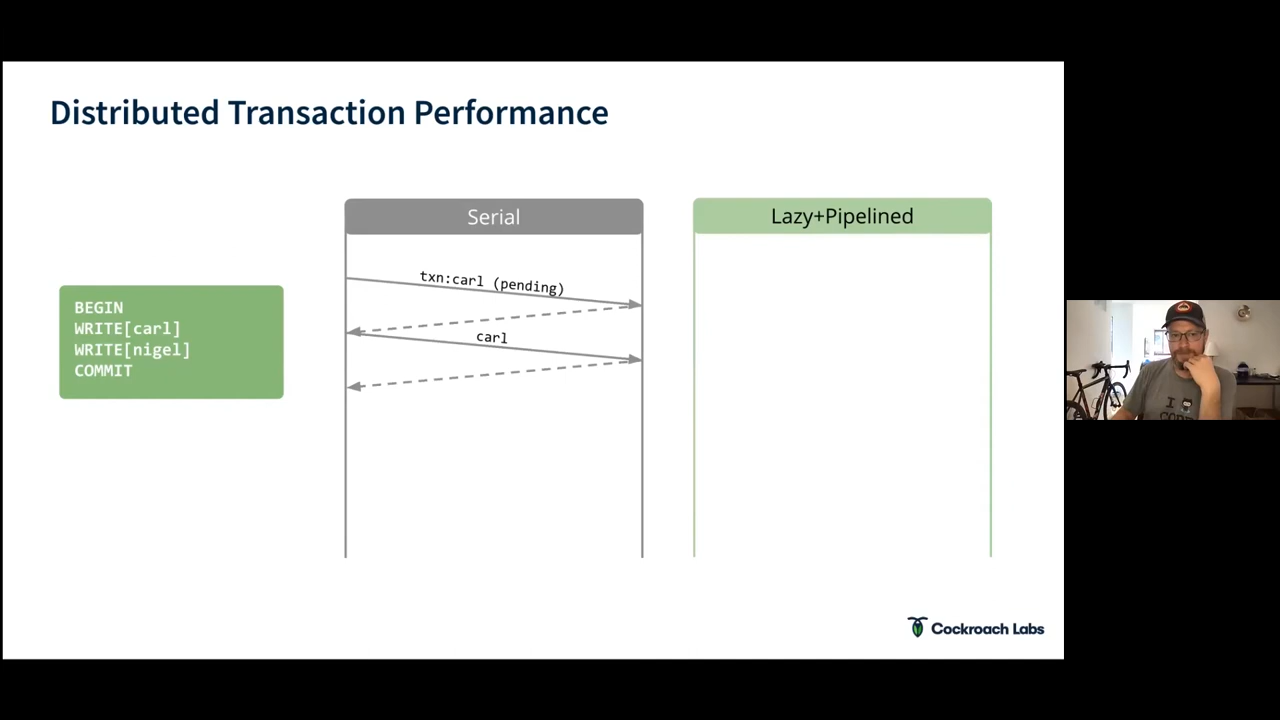 Distributed Transaction Performance
Serial
Lazy+Pipelined
txn:carl (pending)
carl
BEGIN
WRITE[carl]
WRITE[nigel]
COMMIT
Cockroach Labs
I